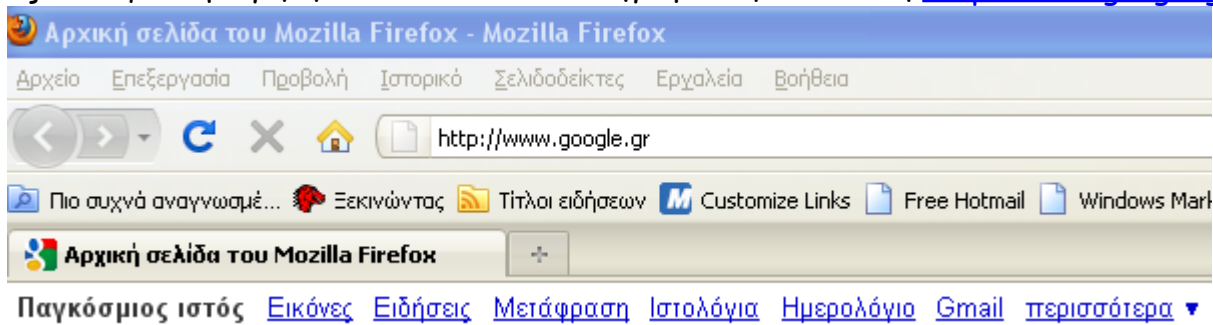 Αρχική σελίδα του Mozilla Firefox - Mozilla Firefox
Αρχείο Επεξεργασία Προβολή Ιστορικό Σελιδοδείκτες Εργαλεία Βοήθεια
http://www.google.gr
Πιο συχνά αναγνωσμέ... Ξεκινώντας Τίτλοι ειδήσεων Customize Links Free Hotmail Windows Mark
Αρχική σελίδα του Mozilla Firefox
Παγκόσμιος ιστός Εικόνες Ειδήσεις Μετάφραση Ιστολόγια Ημερολόγιο Gmail περισσότερα ▼